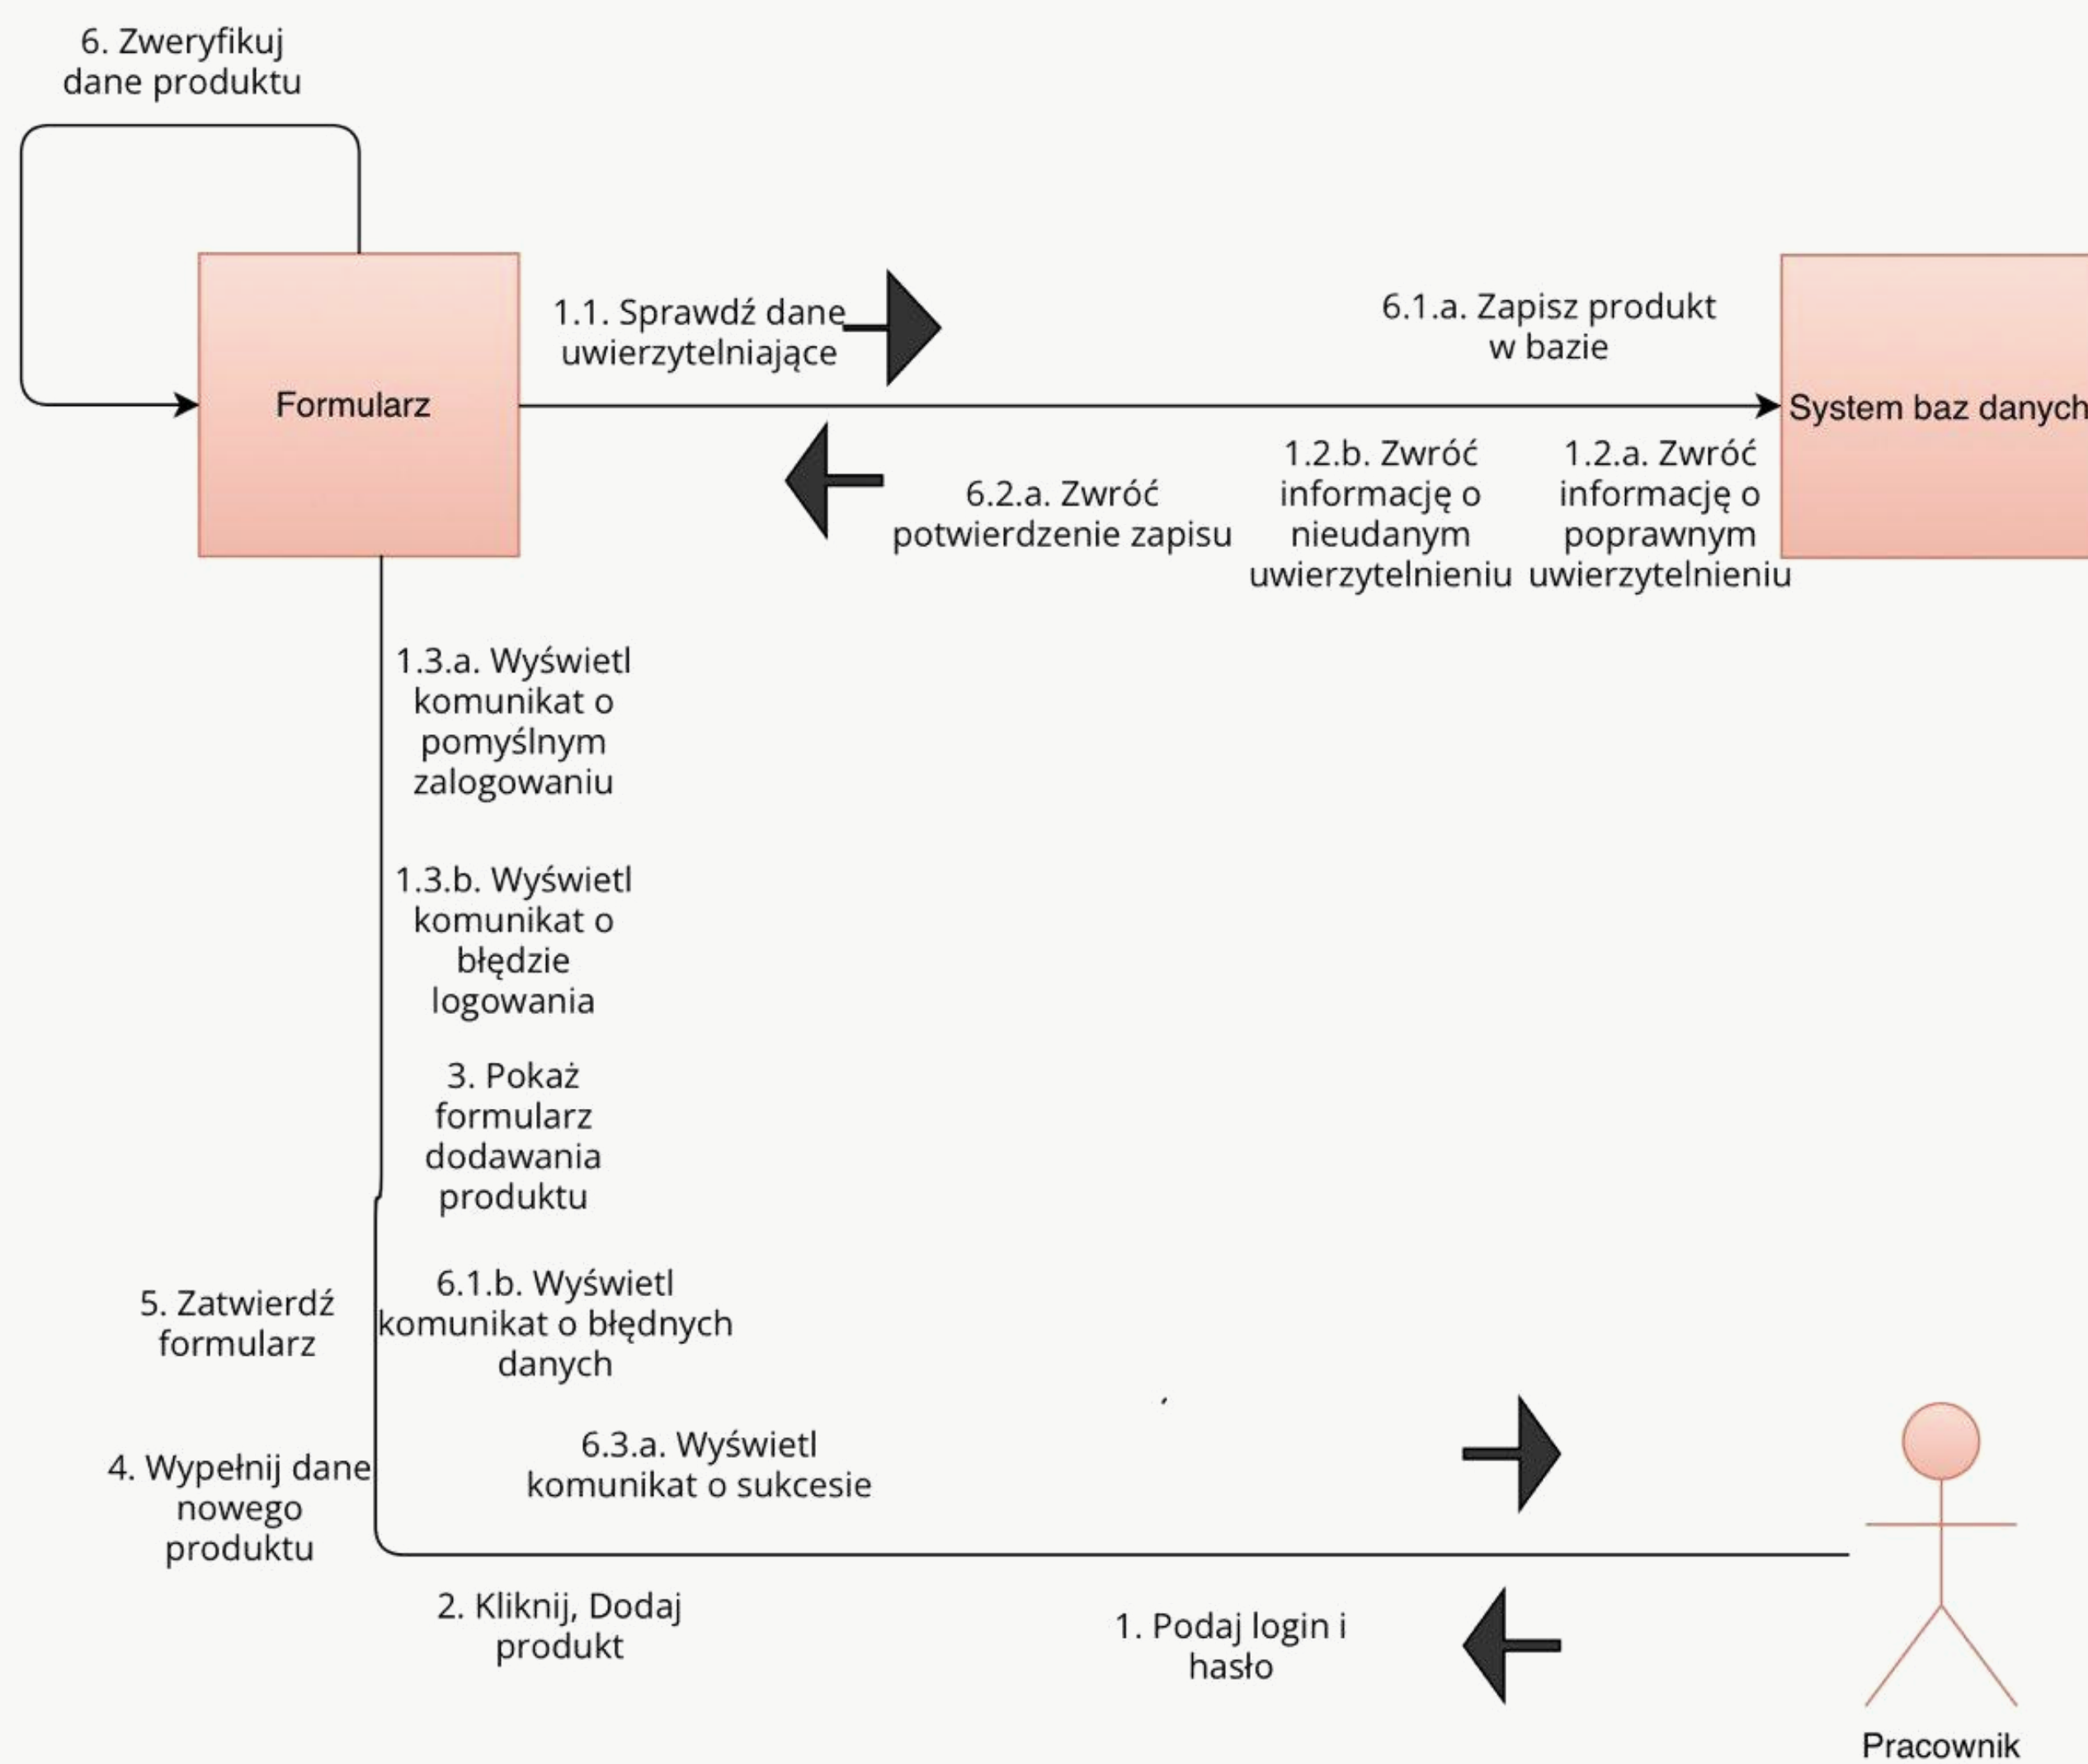 6. Zweryfikuj
dane produktu
Formularz
1.1. Sprawdź dane
uwierzytelniające
6.1.a. Zapisz produkt
w bazie
System baz danych
6.2.a. Zwróć
potwierdzenie zapisu
1.2.b. Zwróć
informację o
nieudanym
uwierzytelnieniu
1.2.a. Zwróć
informację o
poprawnym
uwierzytelnieniu
1.3.a. Wyświetl
komunikat o
pomyślnym
zalogowaniu
1.3.b. Wyświetl
komunikat o
błędzie
logowania
3. Pokaż
formularz
dodawania
produktu
5. Zatwierdź
formularz
6.1.b. Wyświetl
komunikat o błędnych
danych
4. Wypełnij dane
nowego
produktu
6.3.a. Wyświetl
komunikat o sukcesie
2. Kliknij, Dodaj
produkt
1. Podaj login i
hasło
Pracownik